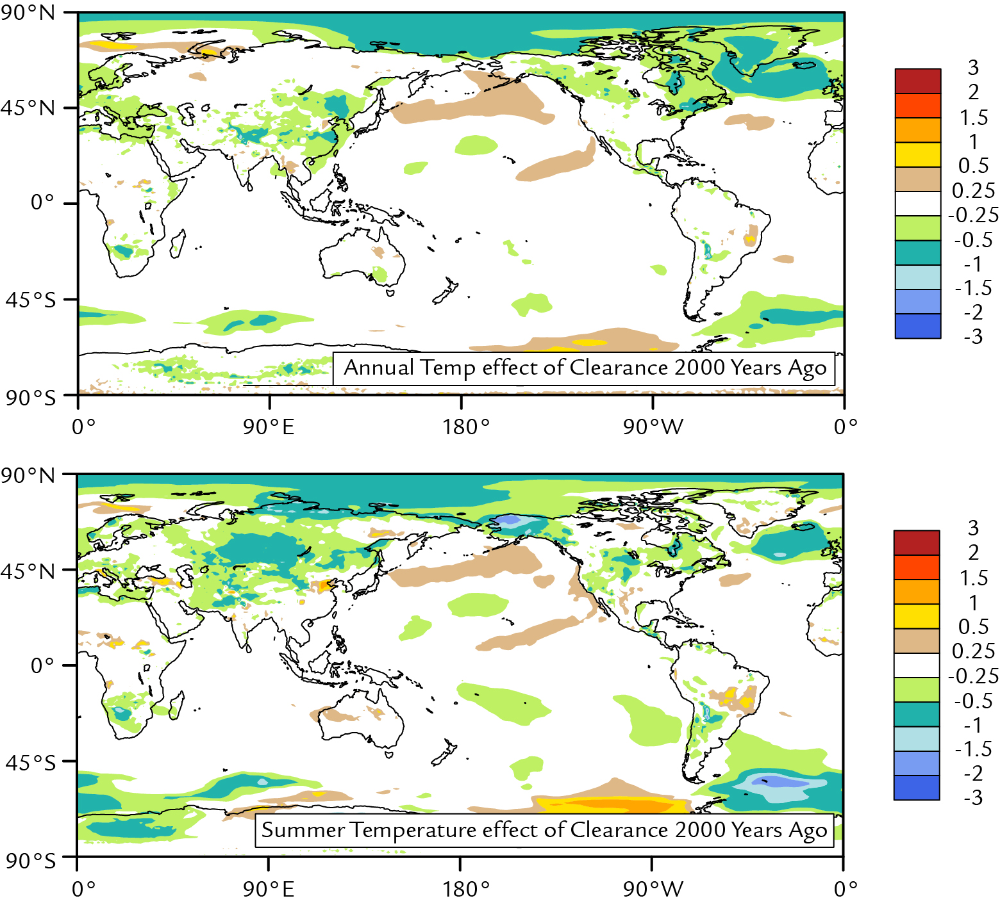 90°N
45°N
0°
45°S
90°S
0°
90°E
180°
90°W
0°
Annual Temp effect of Clearance 2000 Years Ago
3
2
1.5
1
0.5
0.25
-0.25
-0.5
-1
-1.5
-2
-3
90°N
45°N
0°
45°S
90°S
0°
90°E
180°
90°W
0°
Summer Temperature effect of Clearance 2000 Years Ago
3
2
1.5
1
0.5
0.25
-0.25
-0.5
-1
-1.5
-2
-3